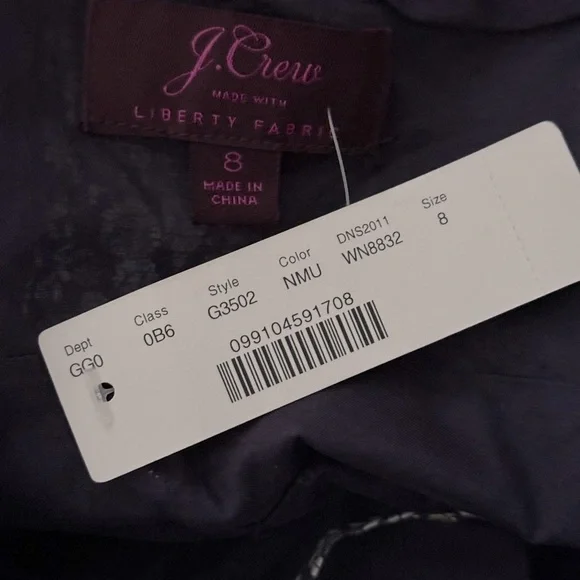 J.Crew
MADE WITH
LIBERTY FABRIC
8
MADE IN
CHINA
Dept Class Style Color DNS2011 Size
GG0 0B6 G3502 NMU WN8832 8
099104591708